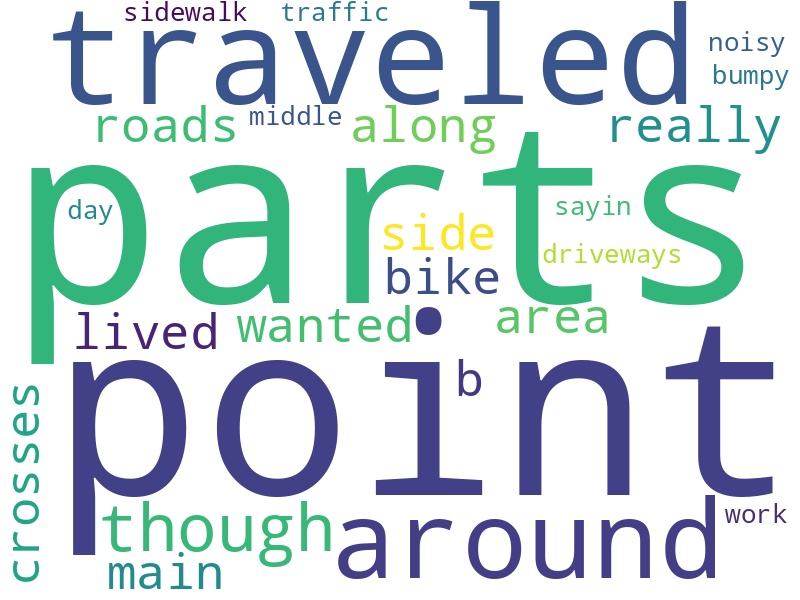 sidewalk traffic
traveled
noisy
bumpy
roads middle along really
parts
day sayin
side
driveways
bike
lived wanted area
point
b
crosses
though around work
main